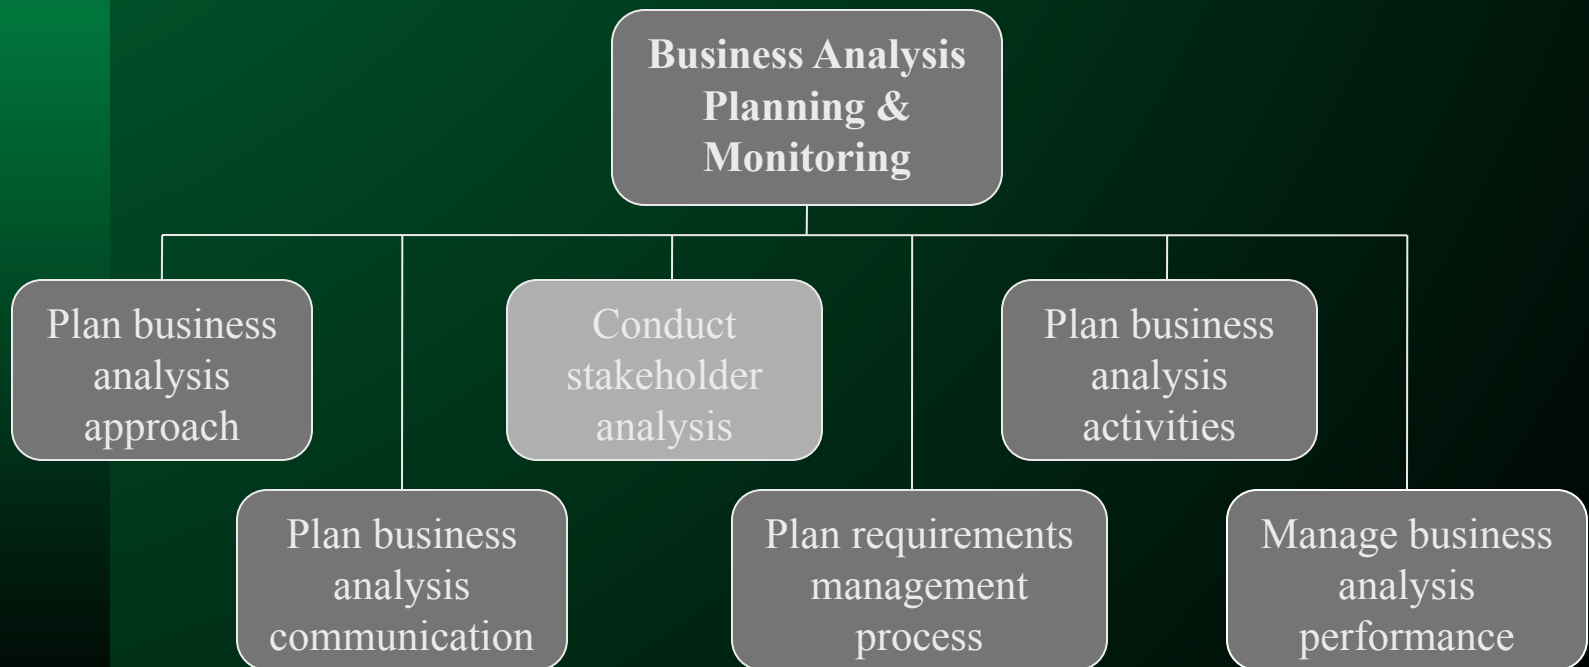 Business Analysis
Planning &
Monitoring
Plan business
analysis
approach
Conduct
stakeholder
analysis
Plan business
analysis
activities
Plan business
analysis
communication
Plan requirements
management
process
Manage business
analysis
performance